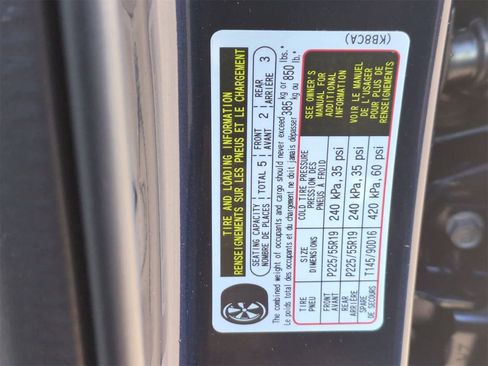 TIRE AND LOADING INFORMATION
RENSEIGNEMENTS SUR LES PNEUS ET LE CHARGEMENT
SEATING CAPACITY TOTAL 5 FRONT 2 REAR 3
NOMBRE DE PLACES AVANT ARRIÈRE
The combined weight of occupants and cargo should never exceed 385 kg or 850 lbs.
Le poids total des occupants et du chargement ne doit jamais dépasser 385 kg ou 850 lb.
TIRE SIZE COLD TIRE PRESSURE
PNEU DIMENSIONS PRESSION DES PNEUS À FROID
FRONT AVANT P225/55R19 240 kPa, 35 psi
REAR ARRIÈRE P225/55R19 240 kPa, 35 psi
SPARE DE SECOURS T145/90D16 420 kPa, 60 psi
SEE OWNER'S
MANUAL FOR
ADDITIONAL
INFORMATION
VOIR LE MANUEL
DE L'USAGER
POUR PLUS DE
RENSEIGNEMENTS
(KB8CA)